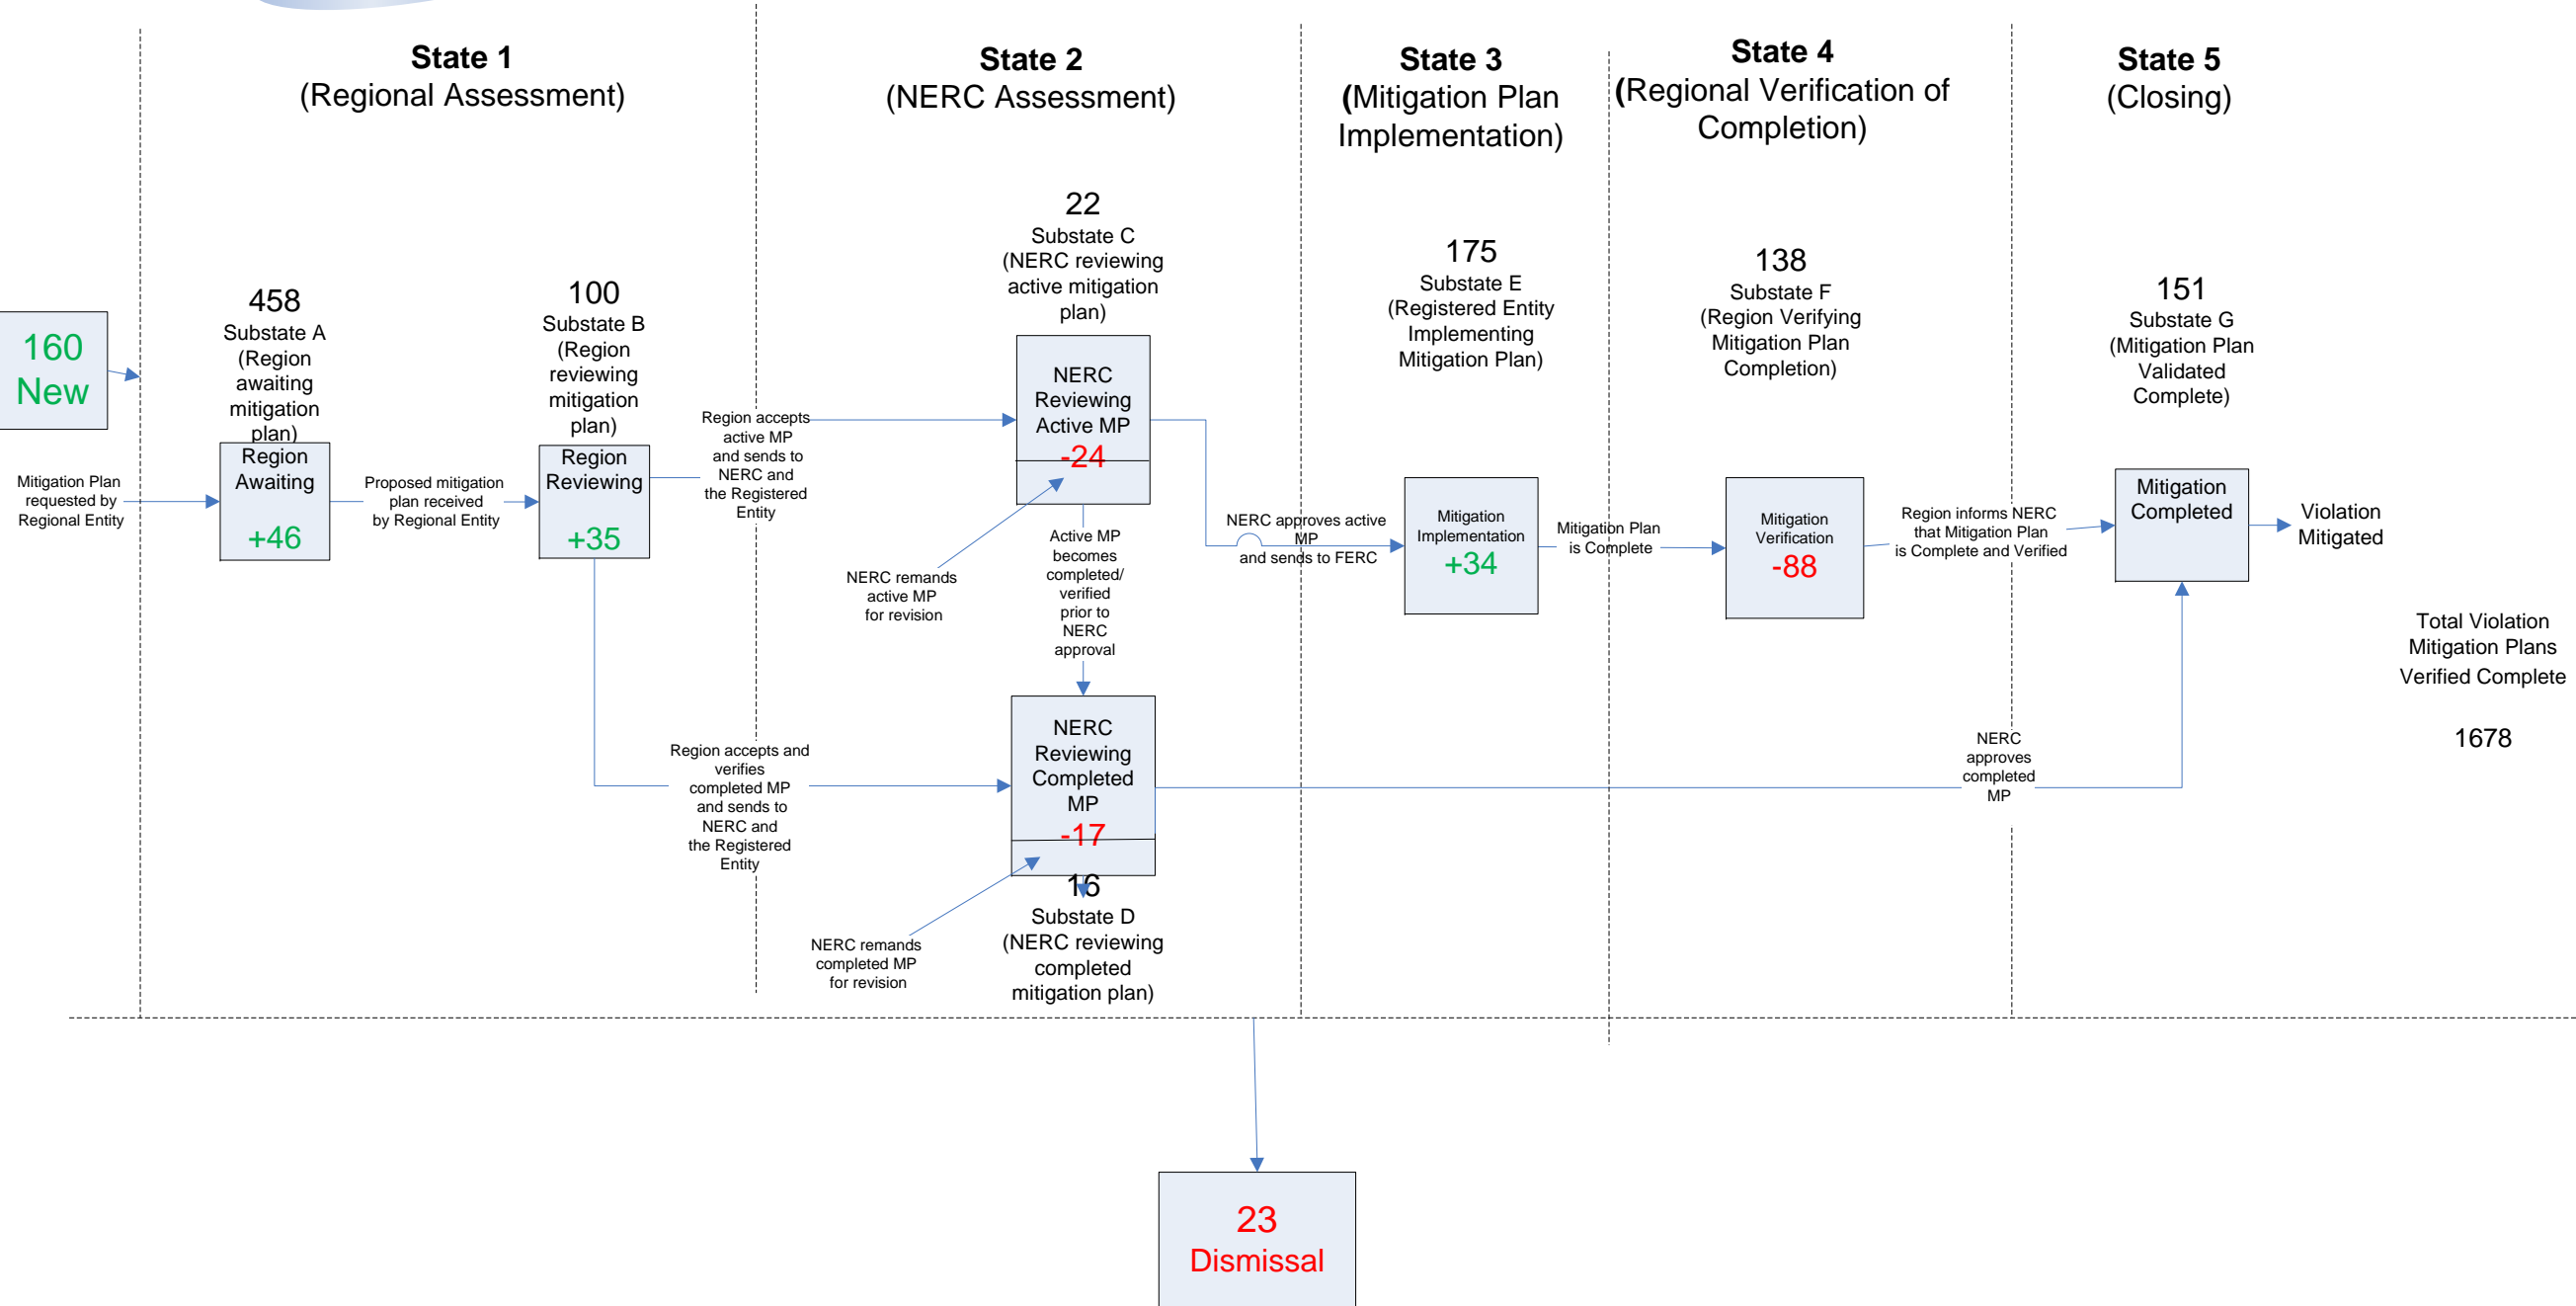 State 1
(Regional Assessment)
State 2
(NERC Assessment)
State 3
(Mitigation Plan
Implementation)
State 4
(Regional Verification of
Completion)
State 5
(Closing)
160
New
Mitigation Plan
requested by
Regional Entity
458
Substate A
(Region
awaiting
mitigation
plan)
Region
Awaiting
+46
Proposed mitigation
plan received
by Regional Entity
100
Substate B
(Region
reviewing
mitigation
plan)
Region
Reviewing
+35
Region accepts
active MP
and sends to
NERC and
the Registered
Entity
Region accepts and
verifies
completed MP
and sends to
NERC and
the Registered
Entity
22
Substate C
(NERC reviewing
active mitigation
plan)
NERC
Reviewing
Active MP
-24
NERC remands
active MP
for revision
Active MP
becomes
completed/
verified
prior to
NERC
approval
NERC
Reviewing
Completed
MP
-17
16
Substate D
(NERC reviewing
completed
mitigation plan)
NERC remands
completed MP
for revision
NERC approves active
MP
and sends to FERC
175
Substate E
(Registered Entity
Implementing
Mitigation Plan)
Mitigation
Implementation
+34
Mitigation Plan
is Complete
138
Substate F
(Region Verifying
Mitigation Plan
Completion)
Mitigation
Verification
-88
Region informs NERC
that Mitigation Plan
is Complete and Verified
151
Substate G
(Mitigation Plan
Validated
Complete)
Mitigation
Completed
Violation
Mitigated
NERC
approves
completed
MP
Total Violation
Mitigation Plans
Verified Complete
1678
23
Dismissal